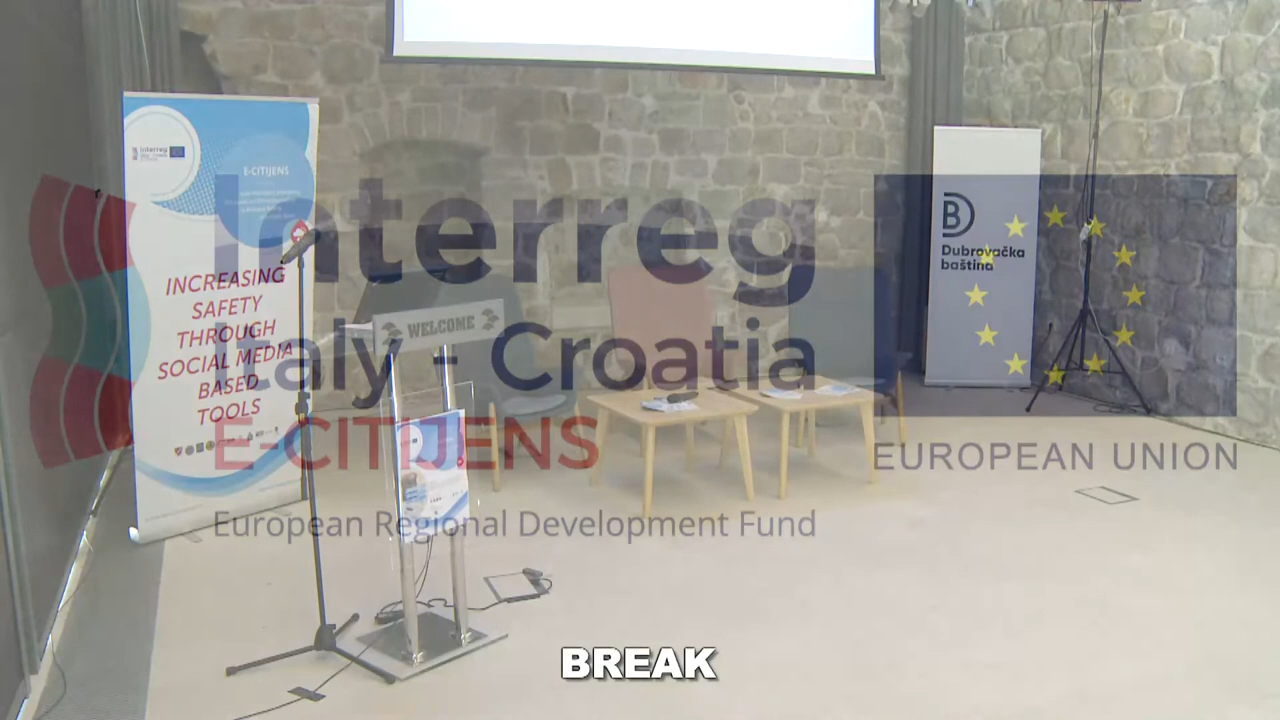 Interreg
E-CITIJENS
INCREASING
SAFETY
THROUGH
SOCIAL MEDIA
BASED
TOOLS
WELCOME
Interreg
Italy - Croatia
E-CITIJENS
European Regional Development Fund
EUROPEAN UNION
Dubrovačka
baština
BREAK